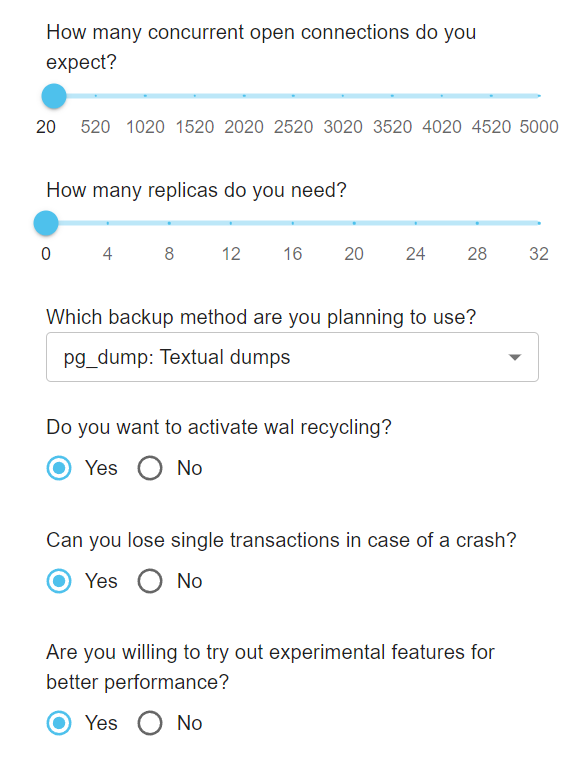 How many concurrent open connections do you
expect?
20 520 1020 1520 2020 2520 3020 3520 4020 4520 5000
How many replicas do you need?
0 4 8 12 16 20 24 28 32
Which backup method are you planning to use?
pg_dump: Textual dumps
Do you want to activate wal recycling?
Yes No
Can you lose single transactions in case of a crash?
Yes No
Are you willing to try out experimental features for
better performance?
Yes No